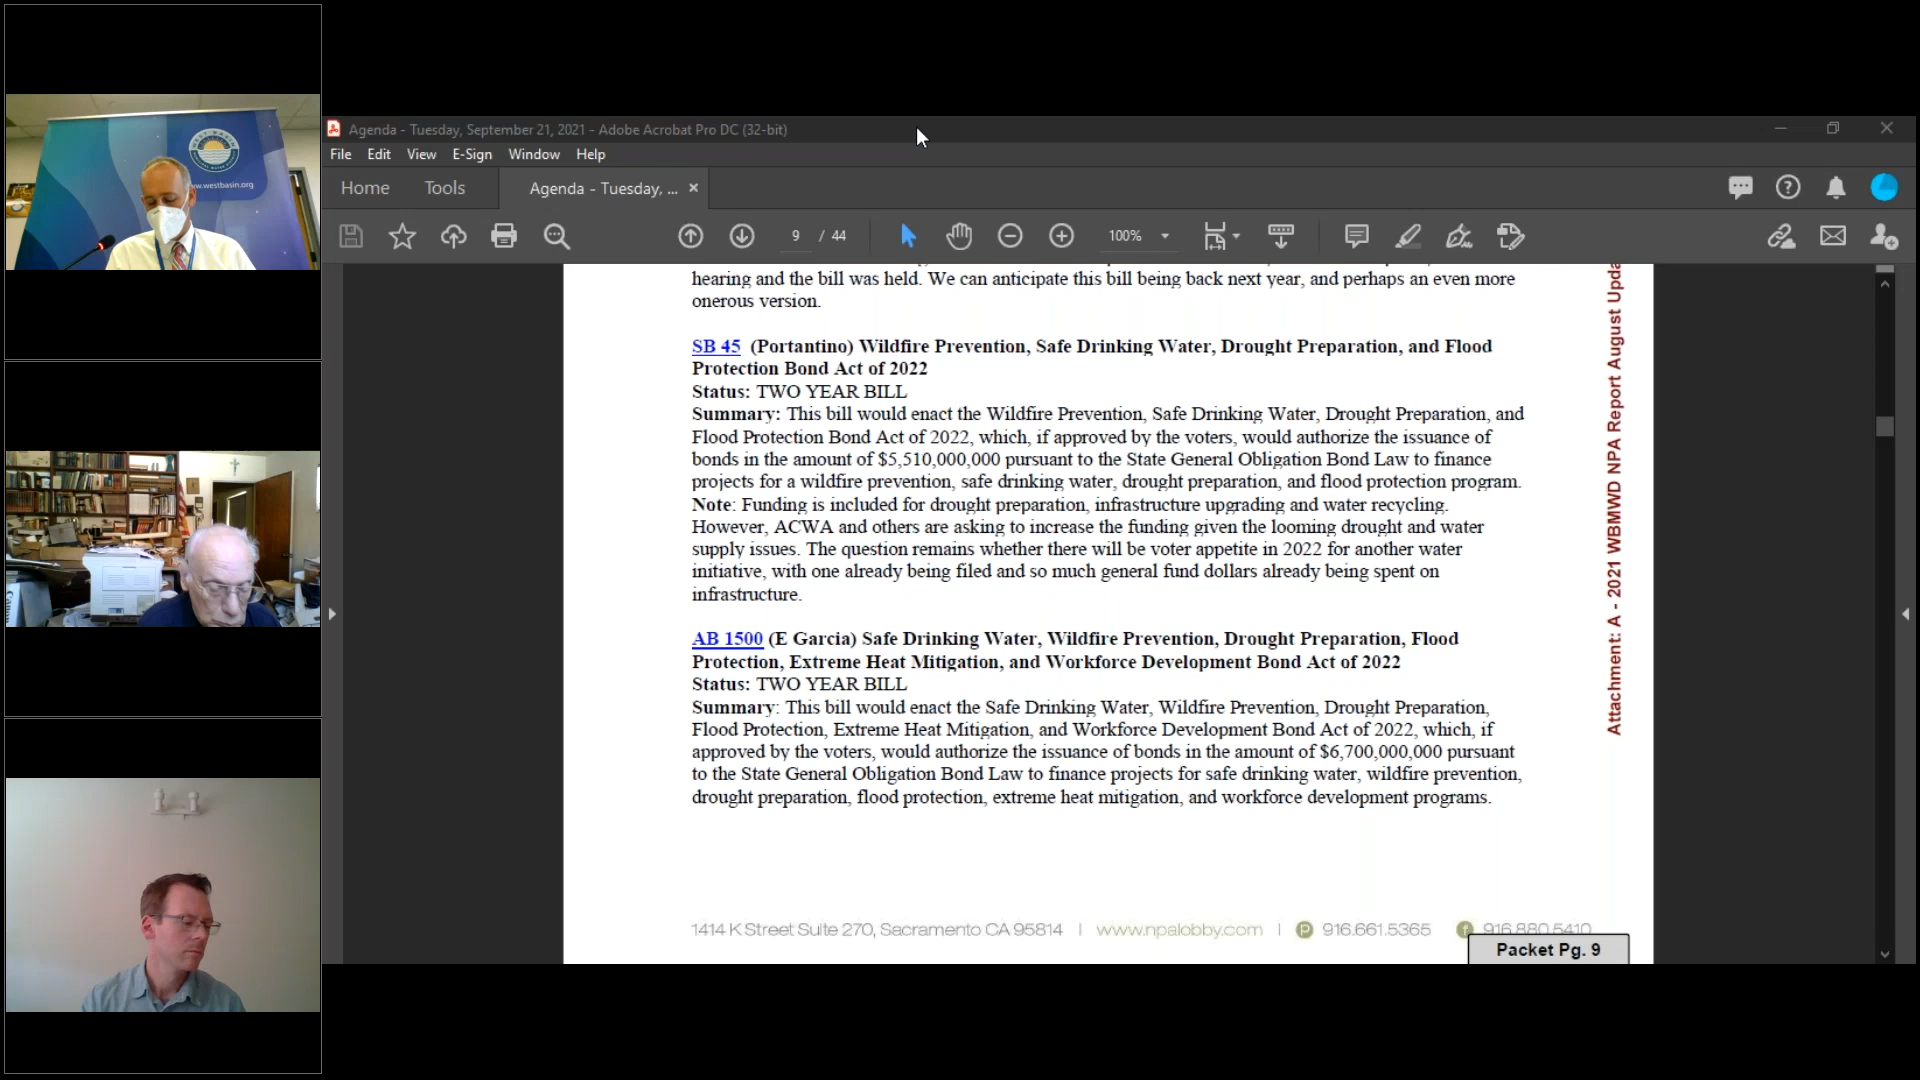 WEST BASIN
www.westbasin.org
Canon
Agenda - Tuesday, September 21, 2021 - Adobe Acrobat Pro DC (32-bit)
File Edit View E-Sign Window Help
Home Tools Agenda - Tuesday, ... ×
9 / 44 100%
hearing and the bill was held. We can anticipate this bill being back next year, and perhaps an even more
onerous version.
SB 45 (Portantino) Wildfire Prevention, Safe Drinking Water, Drought Preparation, and Flood
Protection Bond Act of 2022
Status: TWO YEAR BILL
Summary: This bill would enact the Wildfire Prevention, Safe Drinking Water, Drought Preparation, and
Flood Protection Bond Act of 2022, which, if approved by the voters, would authorize the issuance of
bonds in the amount of $5,510,000,000 pursuant to the State General Obligation Bond Law to finance
projects for a wildfire prevention, safe drinking water, drought preparation, and flood protection program.
Note: Funding is included for drought preparation, infrastructure upgrading and water recycling.
However, ACWA and others are asking to increase the funding given the looming drought and water
supply issues. The question remains whether there will be voter appetite in 2022 for another water
initiative, with one already being filed and so much general fund dollars already being spent on
infrastructure.
AB 1500 (E Garcia) Safe Drinking Water, Wildfire Prevention, Drought Preparation, Flood
Protection, Extreme Heat Mitigation, and Workforce Development Bond Act of 2022
Status: TWO YEAR BILL
Summary: This bill would enact the Safe Drinking Water, Wildfire Prevention, Drought Preparation,
Flood Protection, Extreme Heat Mitigation, and Workforce Development Bond Act of 2022, which, if
approved by the voters, would authorize the issuance of bonds in the amount of $6,700,000,000 pursuant
to the State General Obligation Bond Law to finance projects for safe drinking water, wildfire prevention,
drought preparation, flood protection, extreme heat mitigation, and workforce development programs.
1414 K Street Suite 270, Sacramento CA 95814 | www.npalobby.com | P 916.661.5365 f 916.880.5410
Packet Pg. 9
Attachment: A - 2021 WBMWD NPA Report August Upda